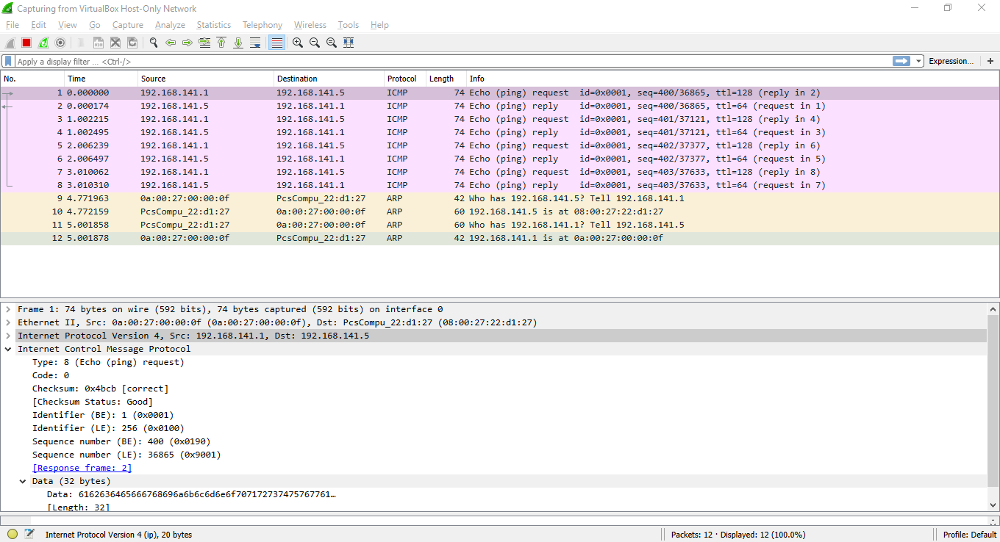 Capturing from VirtualBox Host-Only Network
File Edit View Go Capture Analyze Statistics Telephony Wireless Tools Help
Apply a display filter ... <Ctrl-/> Expression... +
No. Time Source Destination Protocol Length Info
1 0.000000 192.168.141.1 192.168.141.5 ICMP 74 Echo (ping) request id=0x0001, seq=400/36865, ttl=128 (reply in 2)
2 0.000174 192.168.141.5 192.168.141.1 ICMP 74 Echo (ping) reply id=0x0001, seq=400/36865, ttl=64 (request in 1)
3 1.002215 192.168.141.1 192.168.141.5 ICMP 74 Echo (ping) request id=0x0001, seq=401/37121, ttl=128 (reply in 4)
4 1.002495 192.168.141.5 192.168.141.1 ICMP 74 Echo (ping) reply id=0x0001, seq=401/37121, ttl=64 (request in 3)
5 2.006239 192.168.141.1 192.168.141.5 ICMP 74 Echo (ping) request id=0x0001, seq=402/37377, ttl=128 (reply in 6)
6 2.006497 192.168.141.5 192.168.141.1 ICMP 74 Echo (ping) reply id=0x0001, seq=402/37377, ttl=64 (request in 5)
7 3.010062 192.168.141.1 192.168.141.5 ICMP 74 Echo (ping) request id=0x0001, seq=403/37633, ttl=128 (reply in 8)
8 3.010310 192.168.141.5 192.168.141.1 ICMP 74 Echo (ping) reply id=0x0001, seq=403/37633, ttl=64 (request in 7)
9 4.771963 0a:00:27:00:00:0f PcsCompu_22:d1:27 ARP 42 Who has 192.168.141.5? Tell 192.168.141.1
10 4.772159 PcsCompu_22:d1:27 0a:00:27:00:00:0f ARP 60 192.168.141.5 is at 08:00:27:22:d1:27
11 5.001858 PcsCompu_22:d1:27 0a:00:27:00:00:0f ARP 60 Who has 192.168.141.1? Tell 192.168.141.5
12 5.001878 0a:00:27:00:00:0f PcsCompu_22:d1:27 ARP 42 192.168.141.1 is at 0a:00:27:00:00:0f
Frame 1: 74 bytes on wire (592 bits), 74 bytes captured (592 bits) on interface 0
Ethernet II, Src: 0a:00:27:00:00:0f (0a:00:27:00:00:0f), Dst: PcsCompu_22:d1:27 (08:00:27:22:d1:27)
Internet Protocol Version 4, Src: 192.168.141.1, Dst: 192.168.141.5
Internet Control Message Protocol
Type: 8 (Echo (ping) request)
Code: 0
Checksum: 0x4bcb [correct]
[Checksum Status: Good]
Identifier (BE): 1 (0x0001)
Identifier (LE): 256 (0x0100)
Sequence number (BE): 400 (0x0190)
Sequence number (LE): 36865 (0x9001)
[Response frame: 2]
Data (32 bytes)
Data: 6162636465666768696a6b6c6d6e6f707172737475767761…
[Length: 32]
Internet Protocol Version 4 (ip), 20 bytes Packets: 12 · Displayed: 12 (100.0%) Profile: Default